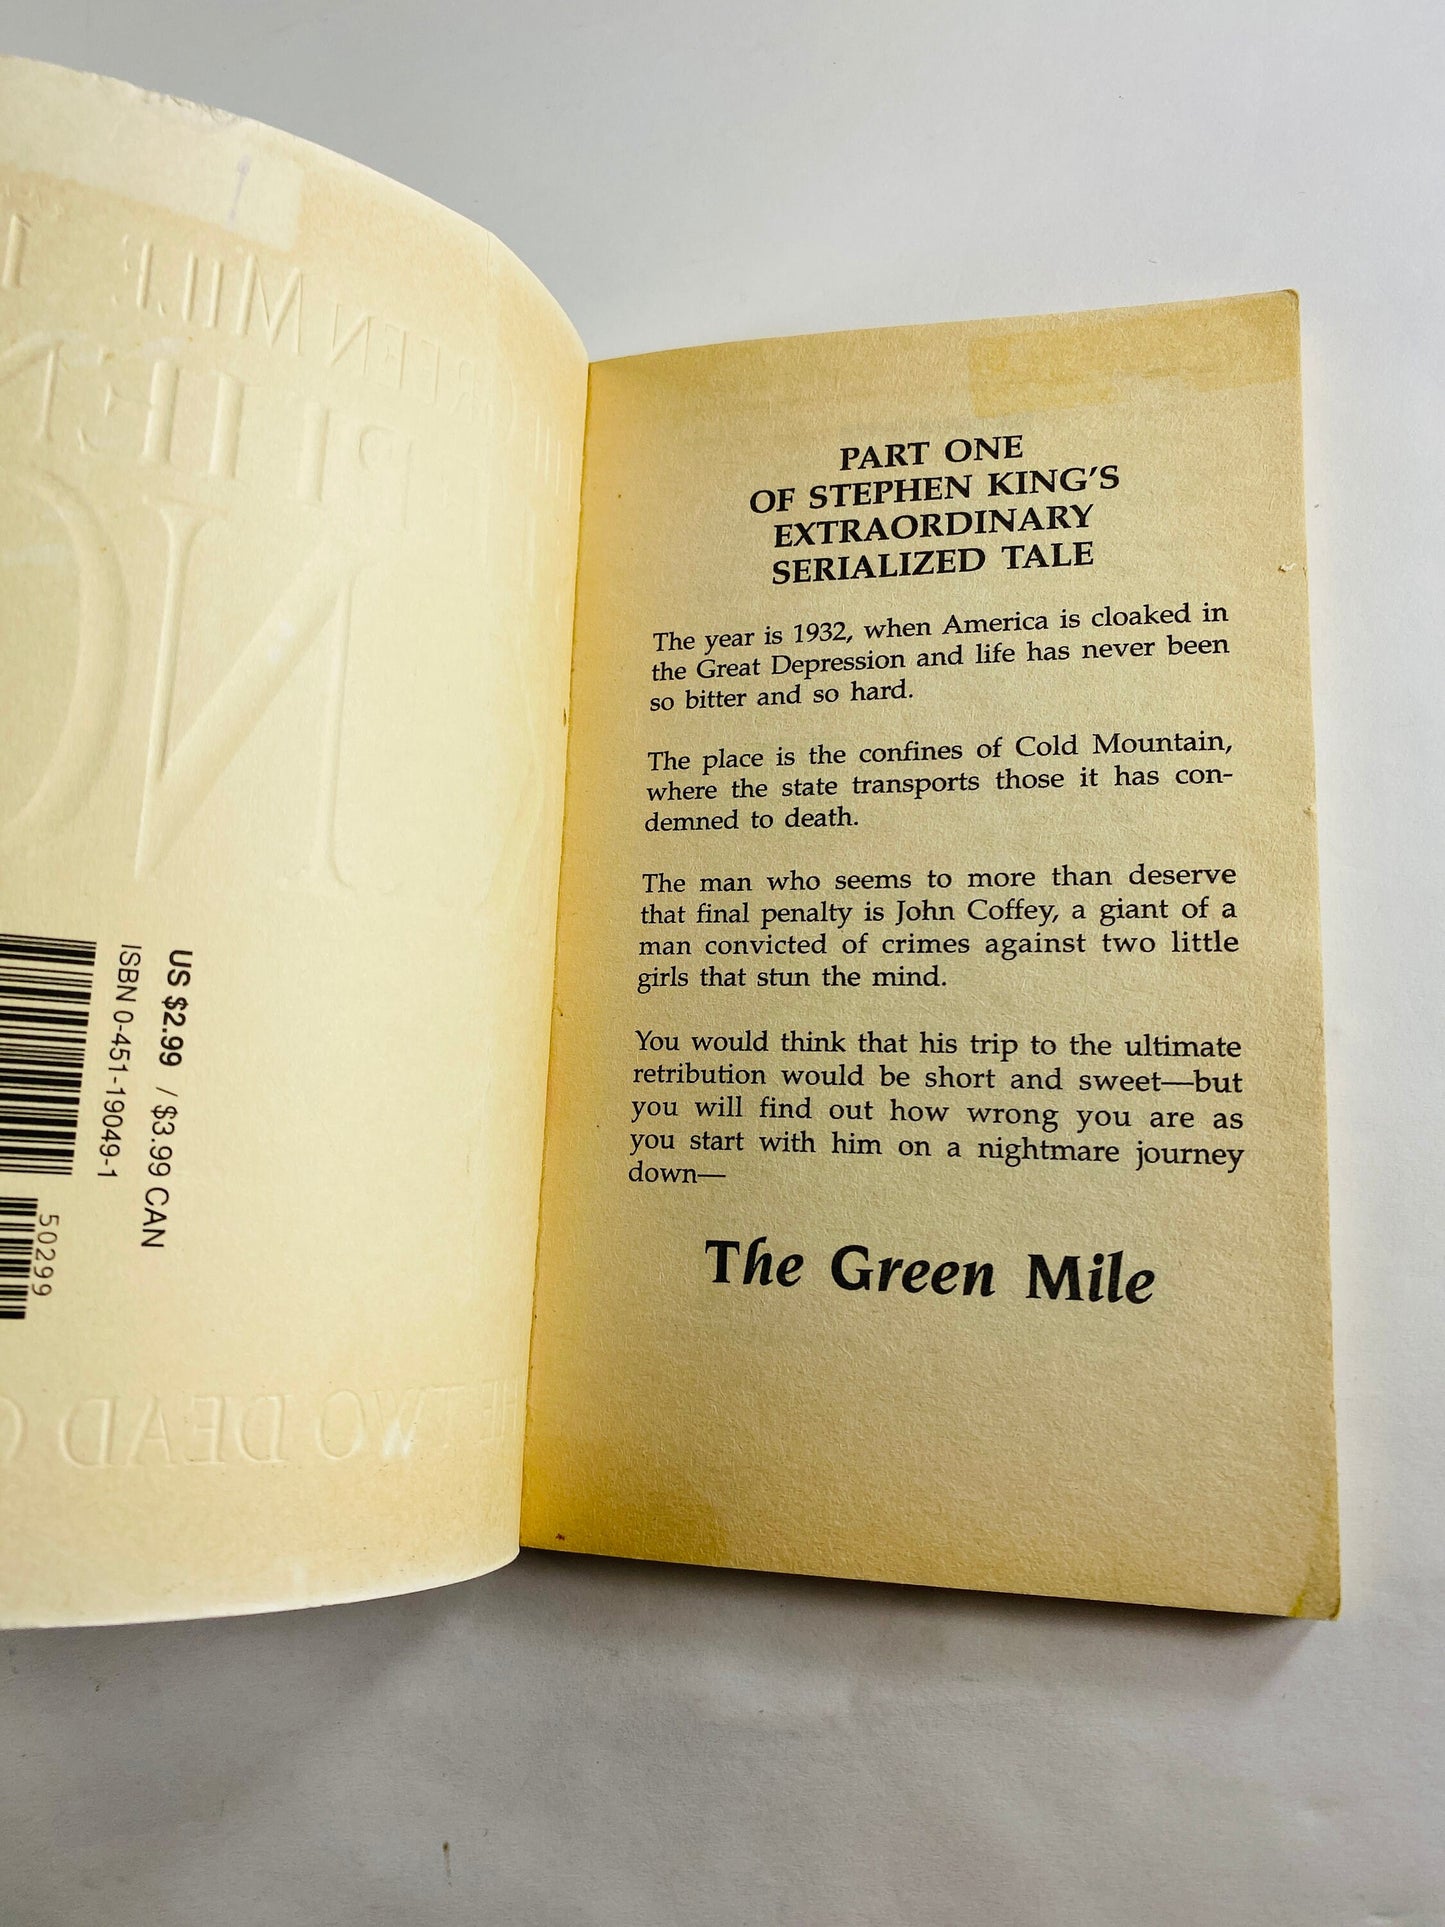 GREEN MILE 1
TWO DEAD
US $2.99 / $3.99 CAN
ISBN 0-451-19049-1
50299
PART ONE
OF STEPHEN KING'S
EXTRAORDINARY
SERIALIZED TALE
The year is 1932, when America is cloaked in
the Great Depression and life has never been
so bitter and so hard.
The place is the confines of Cold Mountain,
where the state transports those it has con-
demned to death.
The man who seems to more than deserve
that final penalty is John Coffey, a giant of a
man convicted of crimes against two little
girls that stun the mind.
You would think that his trip to the ultimate
retribution would be short and sweet—but
you will find out how wrong you are as
you start with him on a nightmare journey
down—
The Green Mile